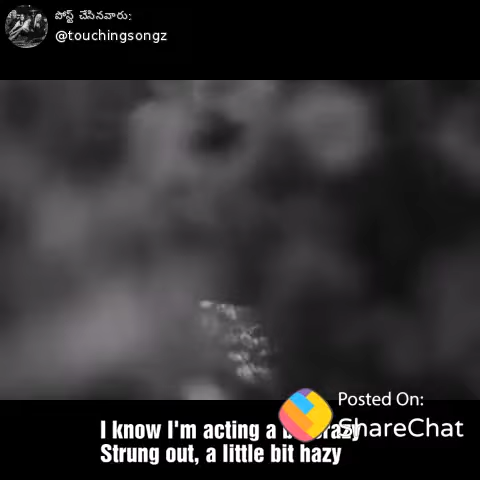 పోస్ట్ చేసినవారు:
@touchingsongz
Posted On:
ShareChat
I know I'm acting a
Strung out, a little bit hazy